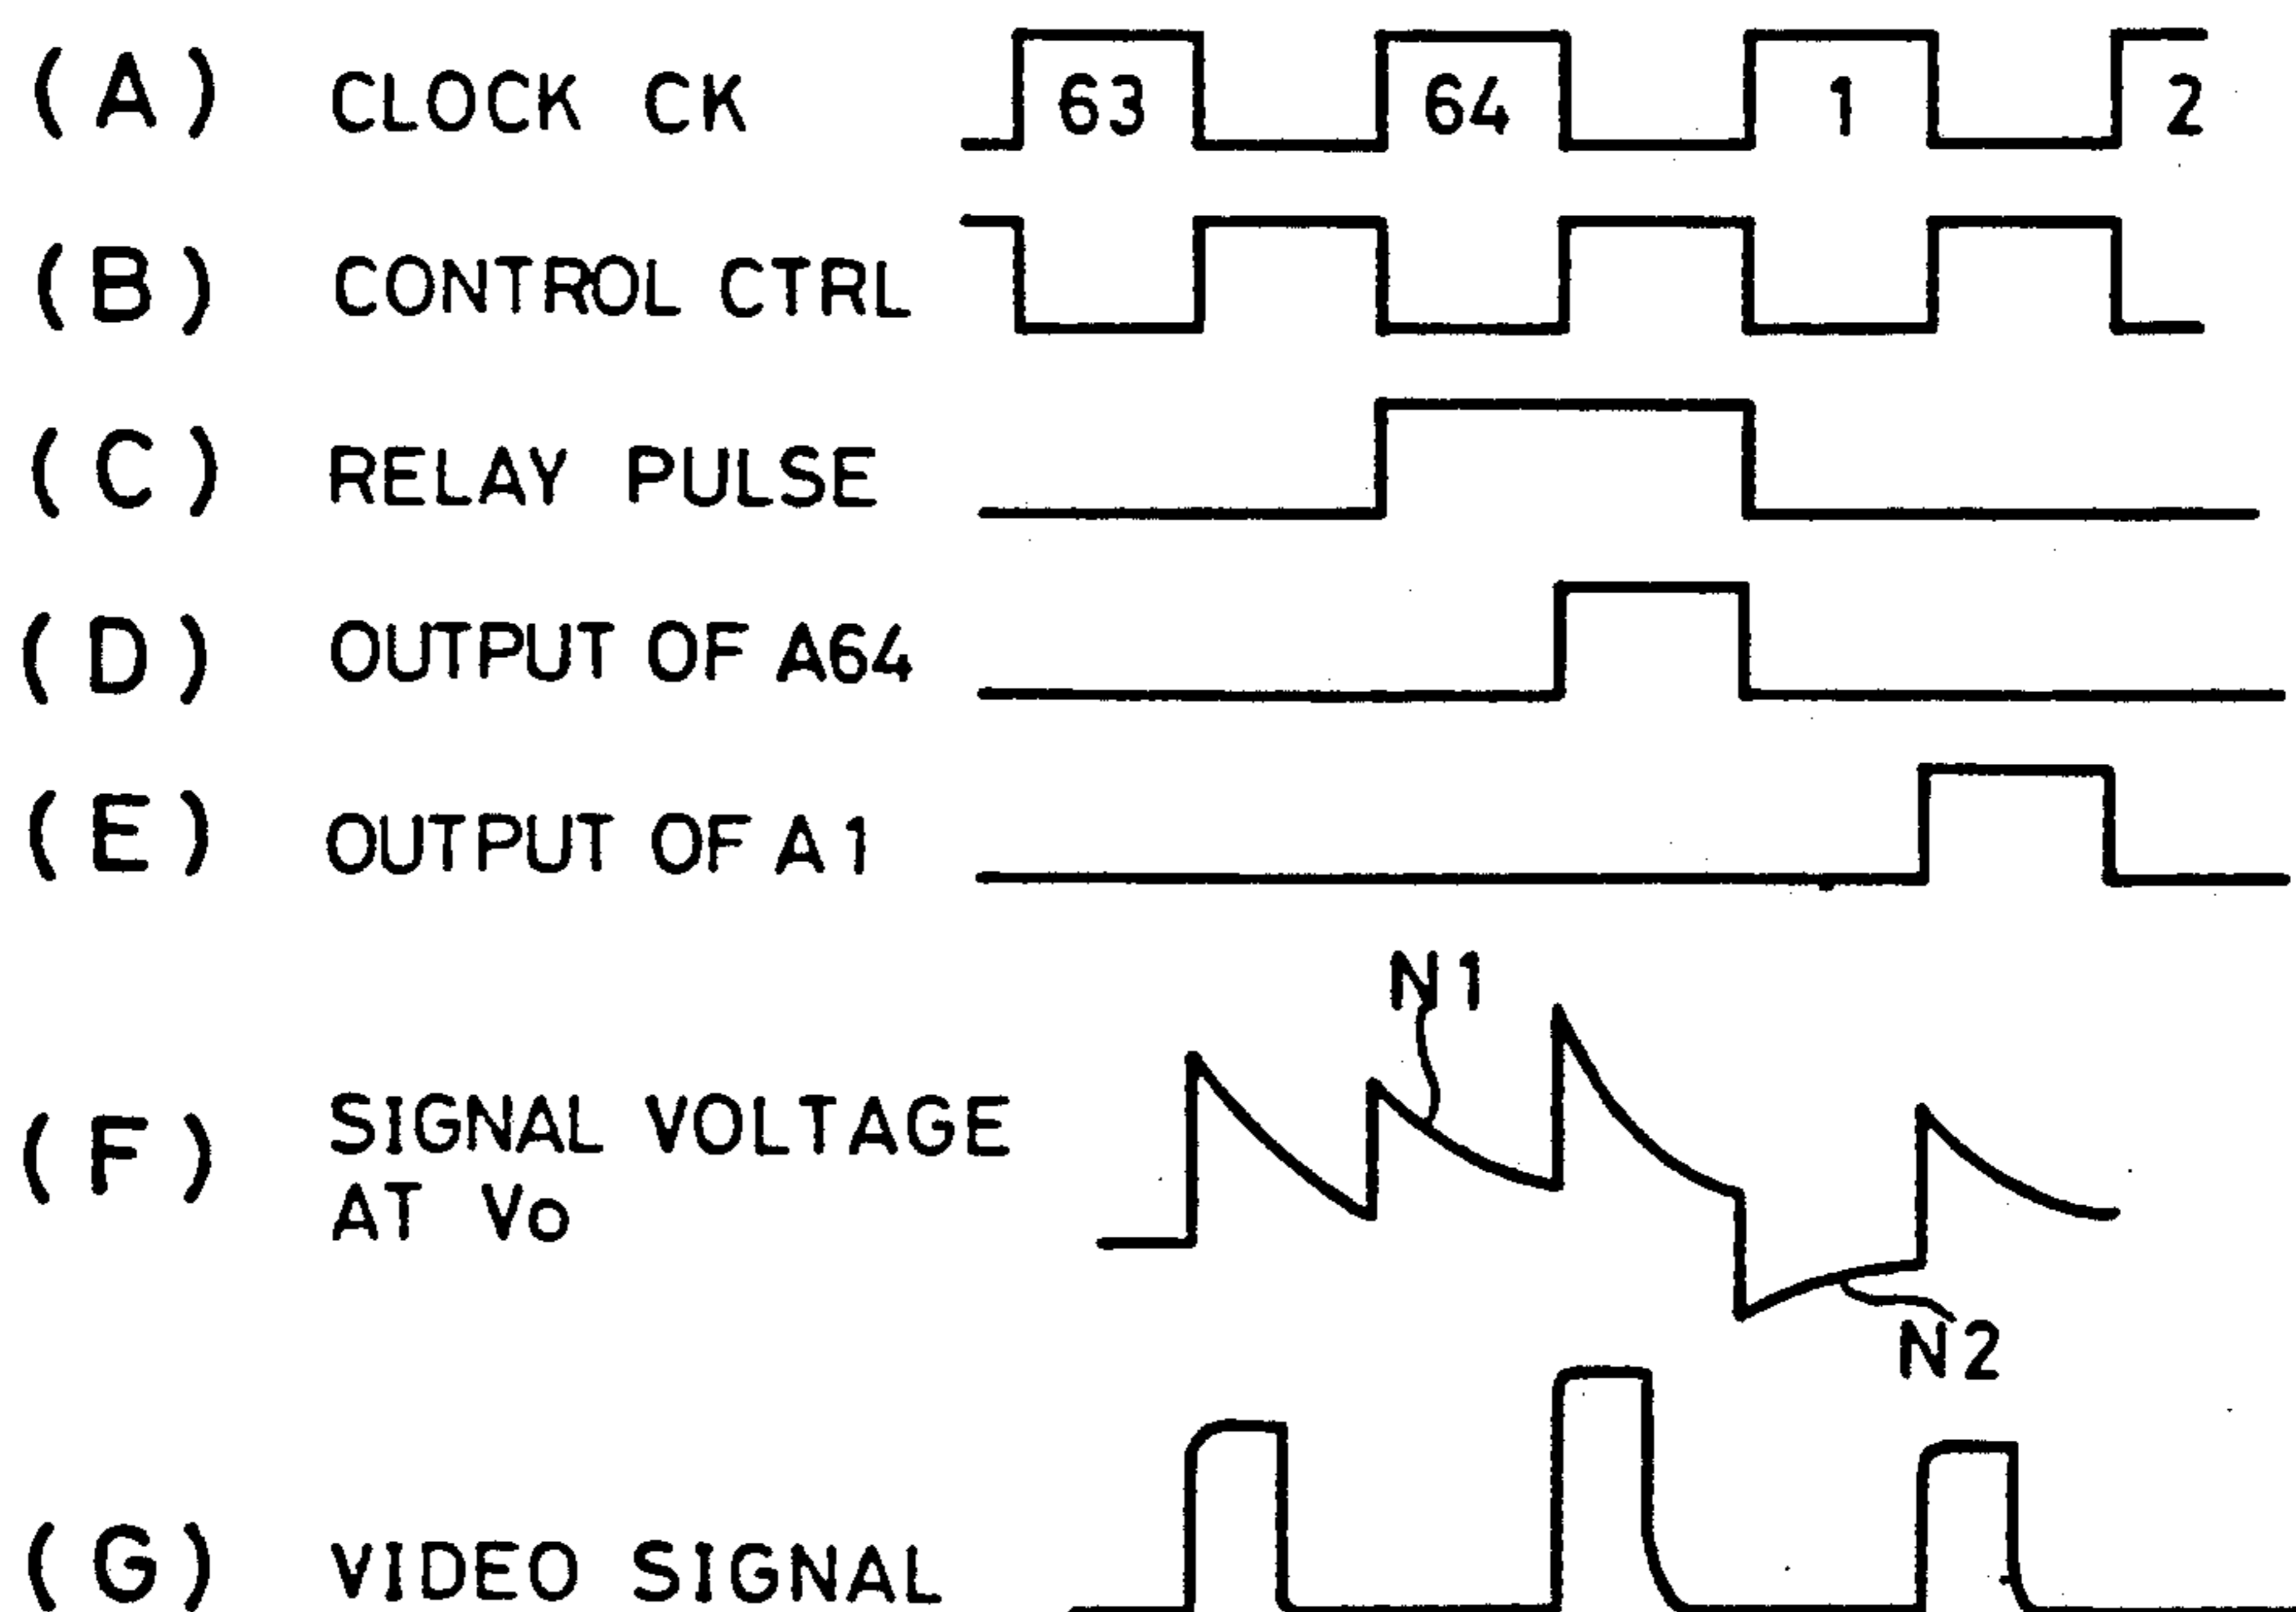 (A) CLOCK CK 63 64 1 2
(B) CONTROL CTRL
(C) RELAY PULSE
(D) OUTPUT OF A64
(E) OUTPUT OF A1
N1
(F) SIGNAL VOLTAGE
AT Vo
N2
(G) VIDEO SIGNAL